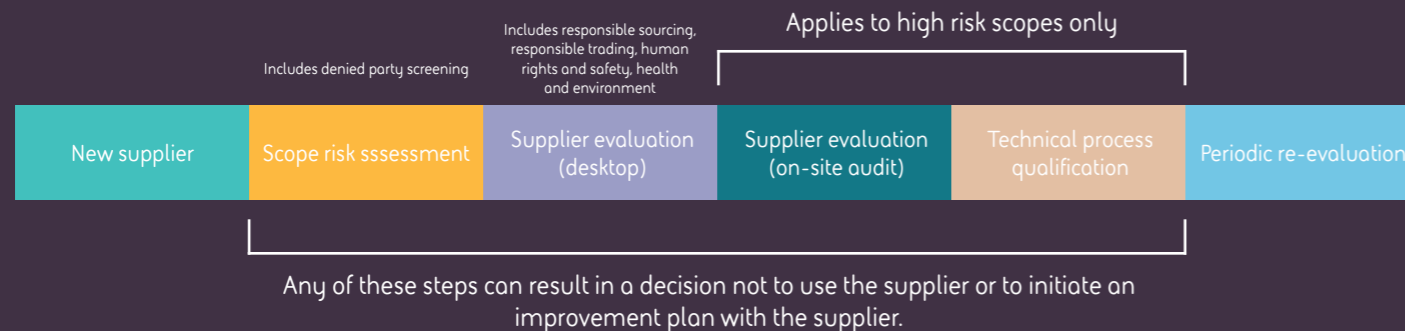 Applies to high risk scopes only
Includes responsible sourcing,
responsible trading, human
rights and safety, health
and environment
Includes denied party screening
New supplier
Scope risk sssessment
Supplier evaluation
(desktop)
Supplier evaluation
(on-site audit)
Technical process
qualification
Periodic re-evaluation
Any of these steps can result in a decision not to use the supplier or to initiate an
improvement plan with the supplier.